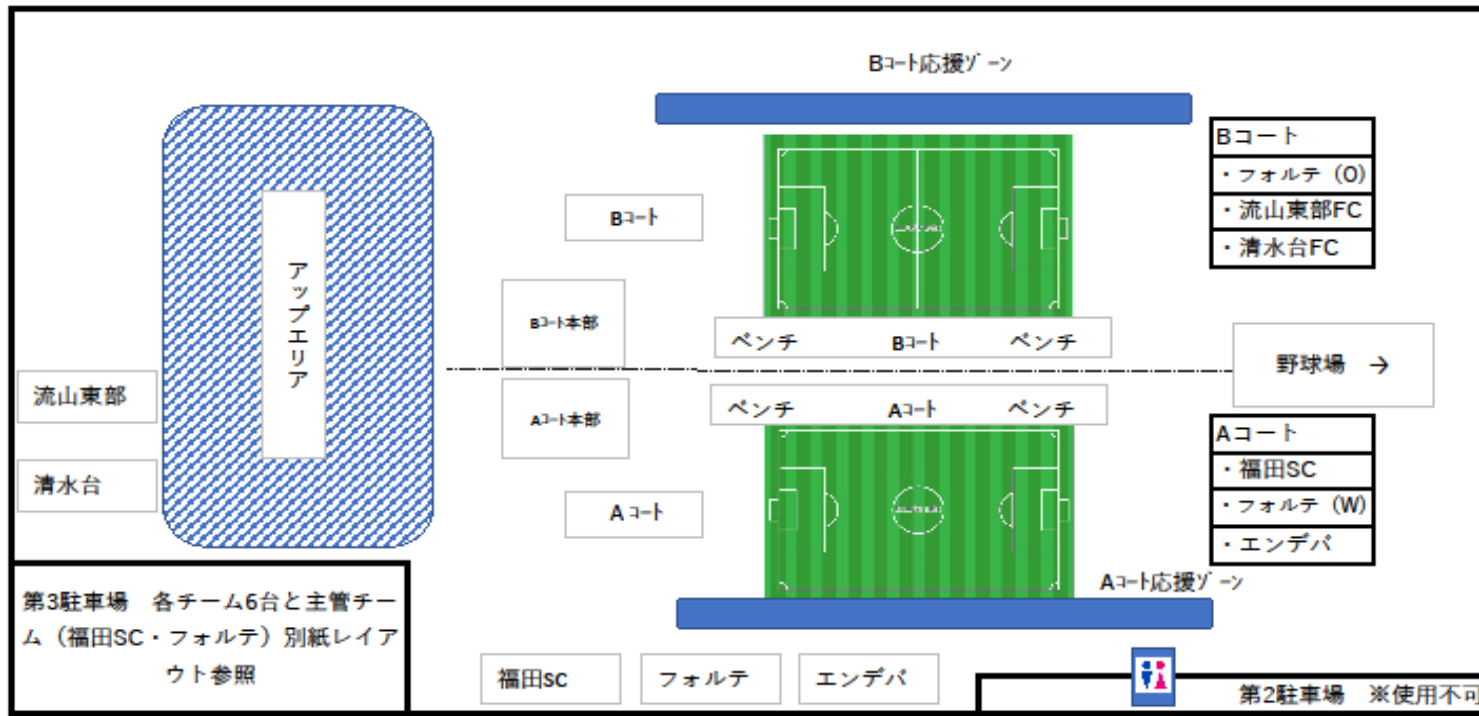 Bｺｰﾄ応援ｿﾞｰﾝ
Bコート
・フォルテ（O）
・流山東部FC
・清水台FC
Bｺｰﾄ
アップエリア
Bｺｰﾄ本部
ベンチ　Bｺｰﾄ　ベンチ
野球場　→
流山東部
Aｺｰﾄ本部
ベンチ　Aｺｰﾄ　ベンチ
Aコート
・福田SC
・フォルテ（W）
・エンデバ
清水台
A ｺｰﾄ
Aｺｰﾄ応援ｿﾞｰﾝ
第3駐車場　各チーム6台と主管チー
ム（福田SC・フォルテ）別紙レイア
ウト参照
福田SC
フォルテ
エンデバ
第2駐車場　※使用不可